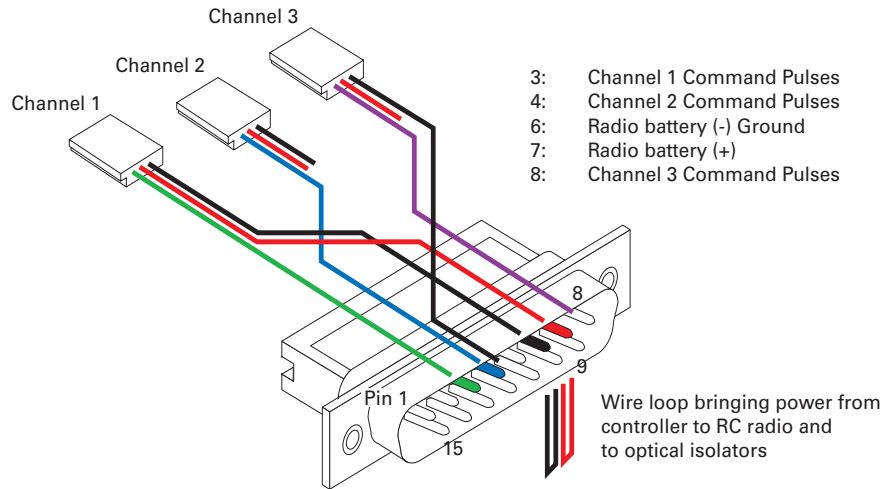 Channel 3
Channel 2
Channel 1
3: Channel 1 Command Pulses
4: Channel 2 Command Pulses
6: Radio battery (-) Ground
7: Radio battery (+)
8: Channel 3 Command Pulses
8
9
Pin 1
15
Wire loop bringing power from
controller to RC radio and
to optical isolators